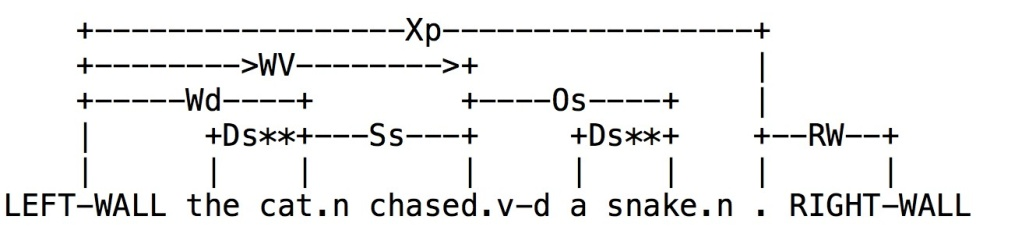 +-----------------Xp-----------------+
+-------->WV-------->+ |
+-----Wd----+ +----Os----+ |
| +Ds**+---Ss---+ +Ds**+ +--RW--+
| | | | | | | |
LEFT-WALL the cat.n chased.v-d a snake.n . RIGHT-WALL